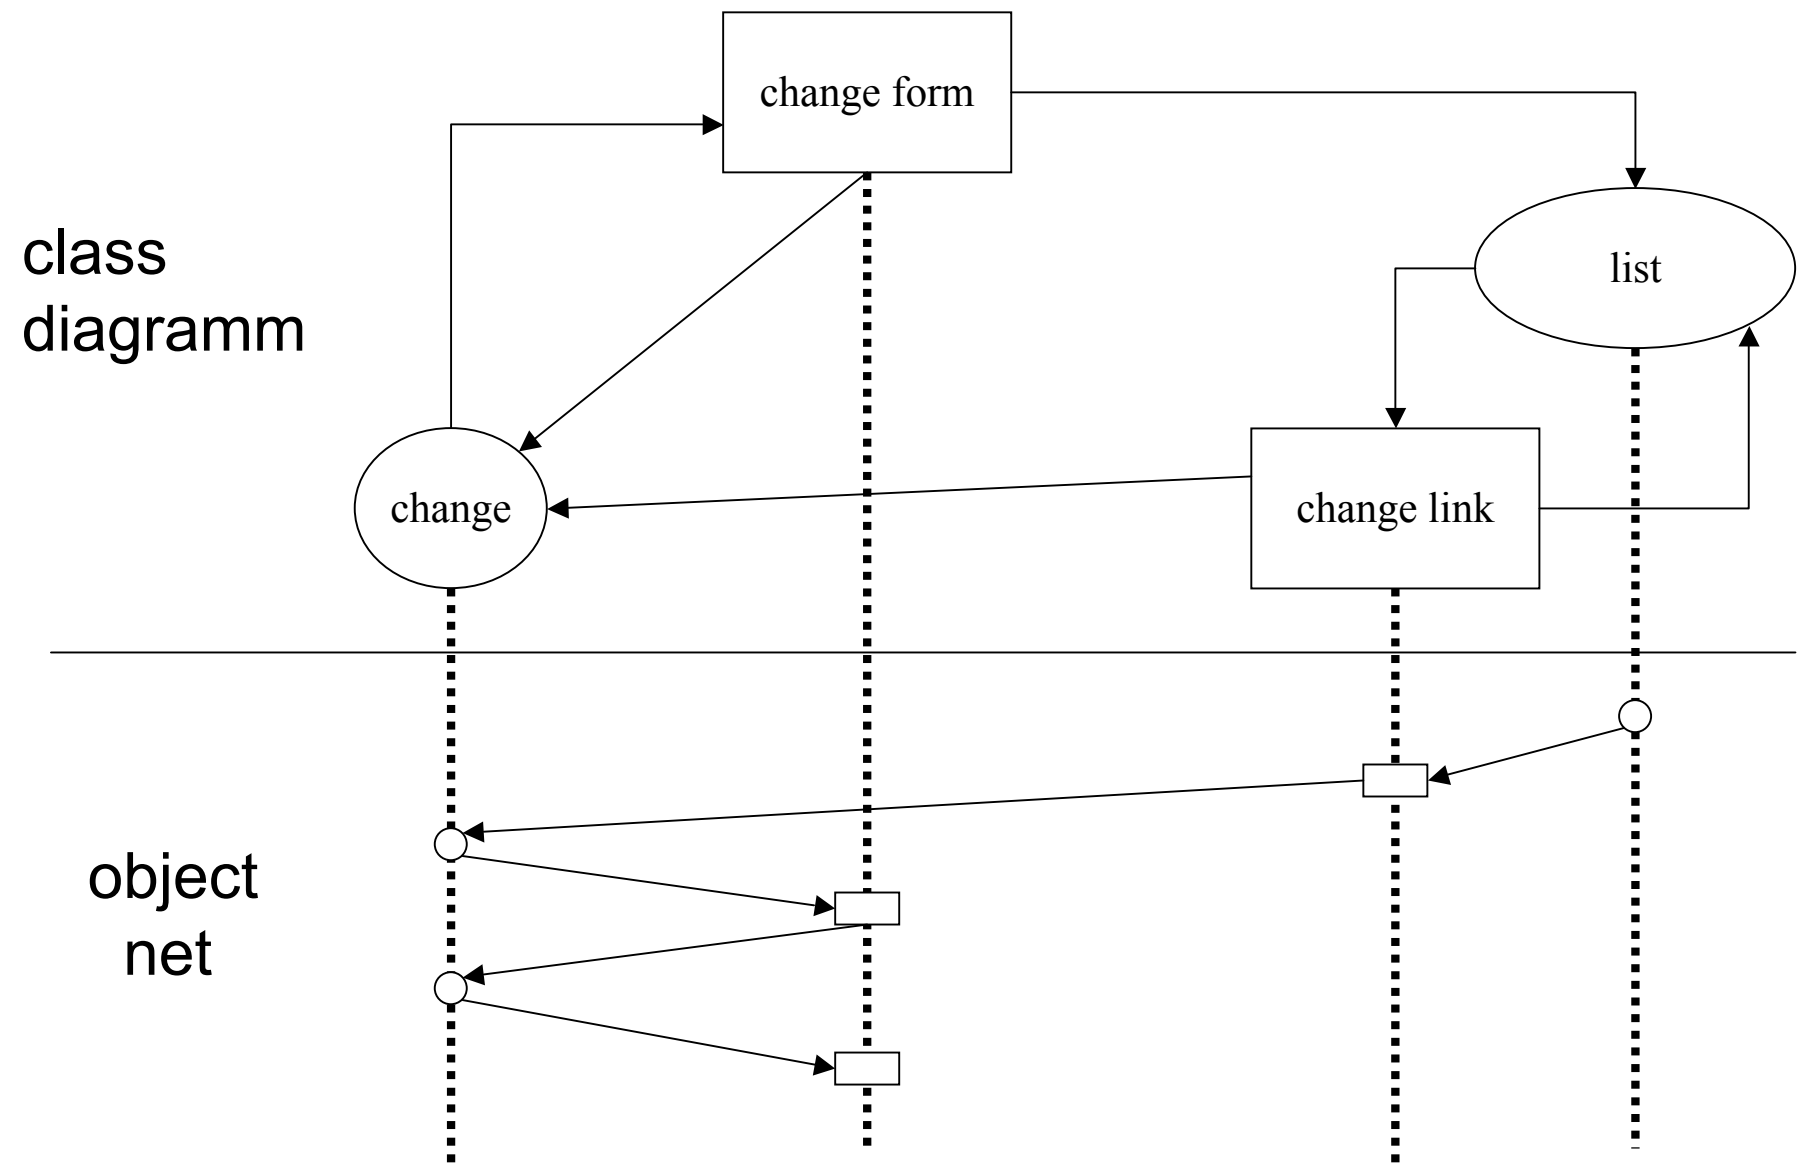 change form
class
diagramm
list
change
change link
object
net